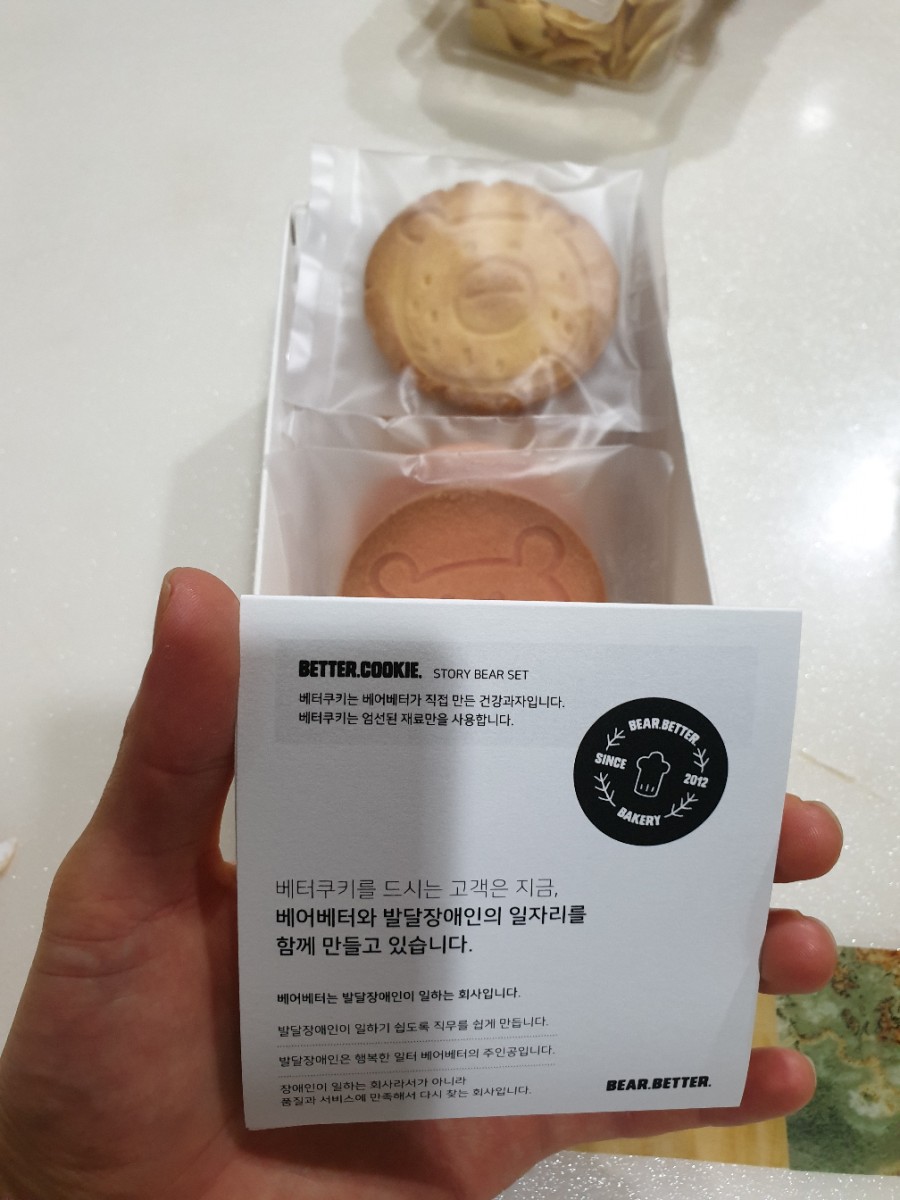 BETTER.COOKIE. STORY BEAR SET
베터쿠키는 베어베터가 직접 만든 건강과자입니다.
베터쿠키는 엄선된 재료만을 사용합니다.
BEAR.BETTER.
SINCE 2012
BAKERY
베터쿠키를 드시는 고객은 지금,
베어베터와 발달장애인의 일자리를
함께 만들고 있습니다.
베어베터는 발달장애인이 일하는 회사입니다.
발달장애인이 일하기 쉽도록 직무를 쉽게 만듭니다.
발달장애인은 행복한 일터 베어베터의 주인공입니다.
장애인이 일하는 회사라서가 아니라
품질과 서비스에 만족해서 다시 찾는 회사입니다.
BEAR.BETTER.